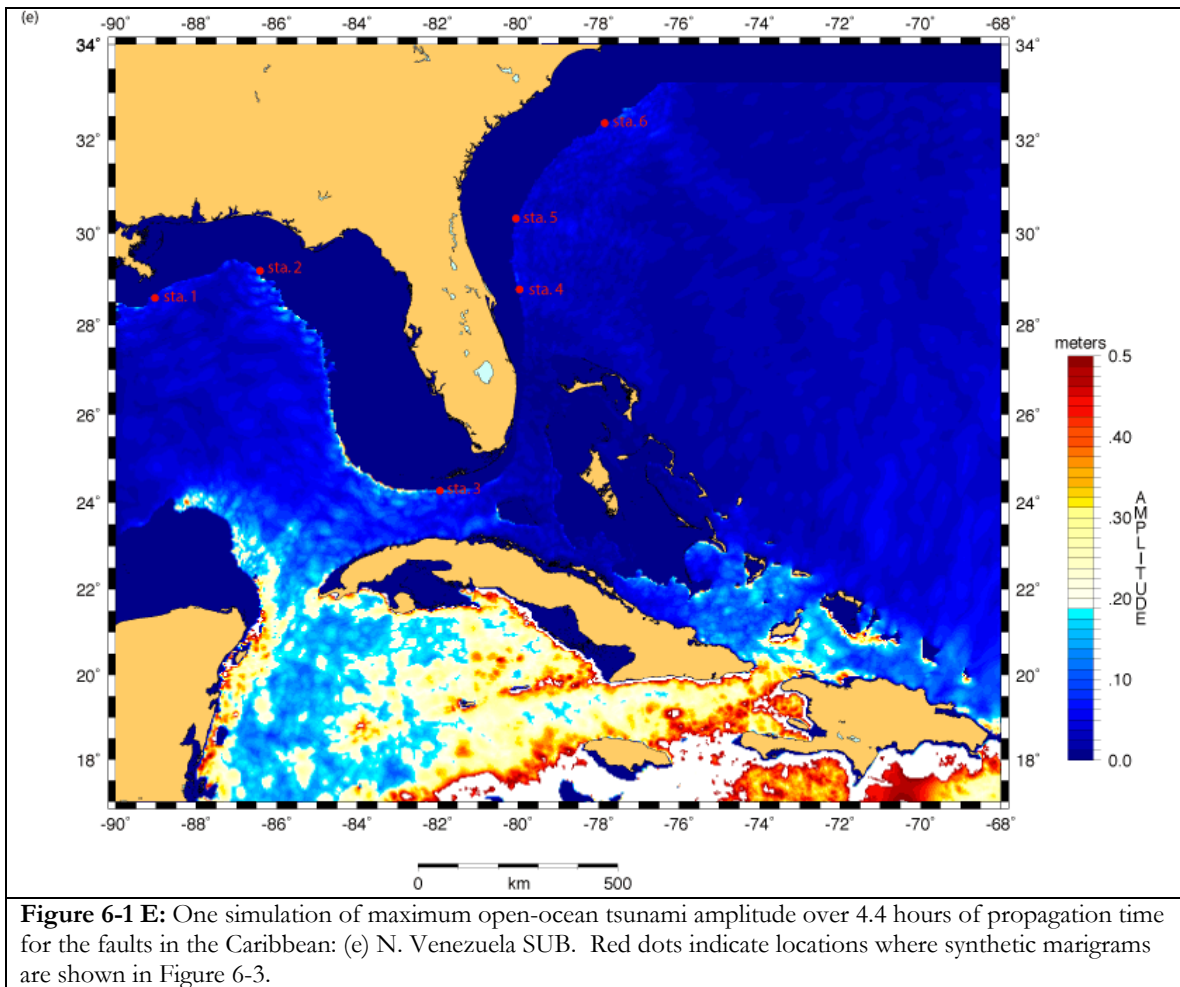 (e)
-90 -88 -86 -84 -82 -80 -78 -76 -74 -72 -70 -68
34° 34°
32° 32°
30° 30°
28° 28°
26° 26°
24° 24°
22° 22°
20° 20°
18° 18°
sta. 6
sta. 5
sta. 2
sta. 4
sta. 1
sta. 3
-90 -88 -86 -84 -82 -80 -78 -76 -74 -72 -70 -68
meters
0.5
.40
.30
.20
.10
0.0
AMPLITUDE
0 km 500
Figure 6-1 E: One simulation of maximum open-ocean tsunami amplitude over 4.4 hours of propagation time
for the faults in the Caribbean: (e) N. Venezuela SUB. Red dots indicate locations where synthetic marigrams
are shown in Figure 6-3.